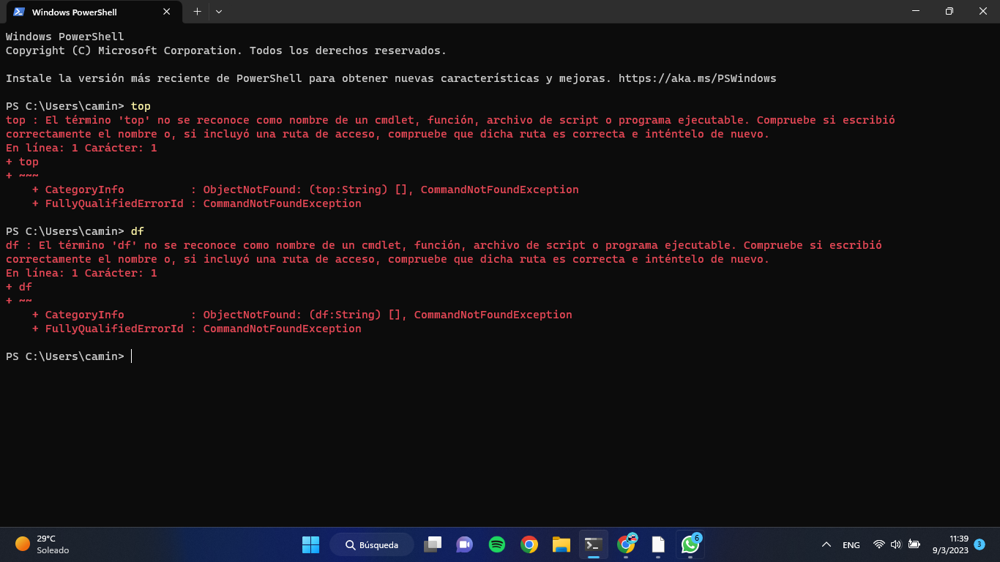 Windows PowerShell
Windows PowerShell
Copyright (C) Microsoft Corporation. Todos los derechos reservados.
Instale la versión más reciente de PowerShell para obtener nuevas características y mejoras. https://aka.ms/PSWindows
PS C:\Users\camin> top
top : El término 'top' no se reconoce como nombre de un cmdlet, función, archivo de script o programa ejecutable. Compruebe si escribió
correctamente el nombre o, si incluyó una ruta de acceso, compruebe que dicha ruta es correcta e inténtelo de nuevo.
En línea: 1 Carácter: 1
+ top
+ ~~~
    + CategoryInfo          : ObjectNotFound: (top:String) [], CommandNotFoundException
    + FullyQualifiedErrorId : CommandNotFoundException
PS C:\Users\camin> df
df : El término 'df' no se reconoce como nombre de un cmdlet, función, archivo de script o programa ejecutable. Compruebe si escribió
correctamente el nombre o, si incluyó una ruta de acceso, compruebe que dicha ruta es correcta e inténtelo de nuevo.
En línea: 1 Carácter: 1
+ df
+ ~~
    + CategoryInfo          : ObjectNotFound: (df:String) [], CommandNotFoundException
    + FullyQualifiedErrorId : CommandNotFoundException
PS C:\Users\camin>
29°C
Soleado
Búsqueda
6
ENG
11:39
9/3/2023
3